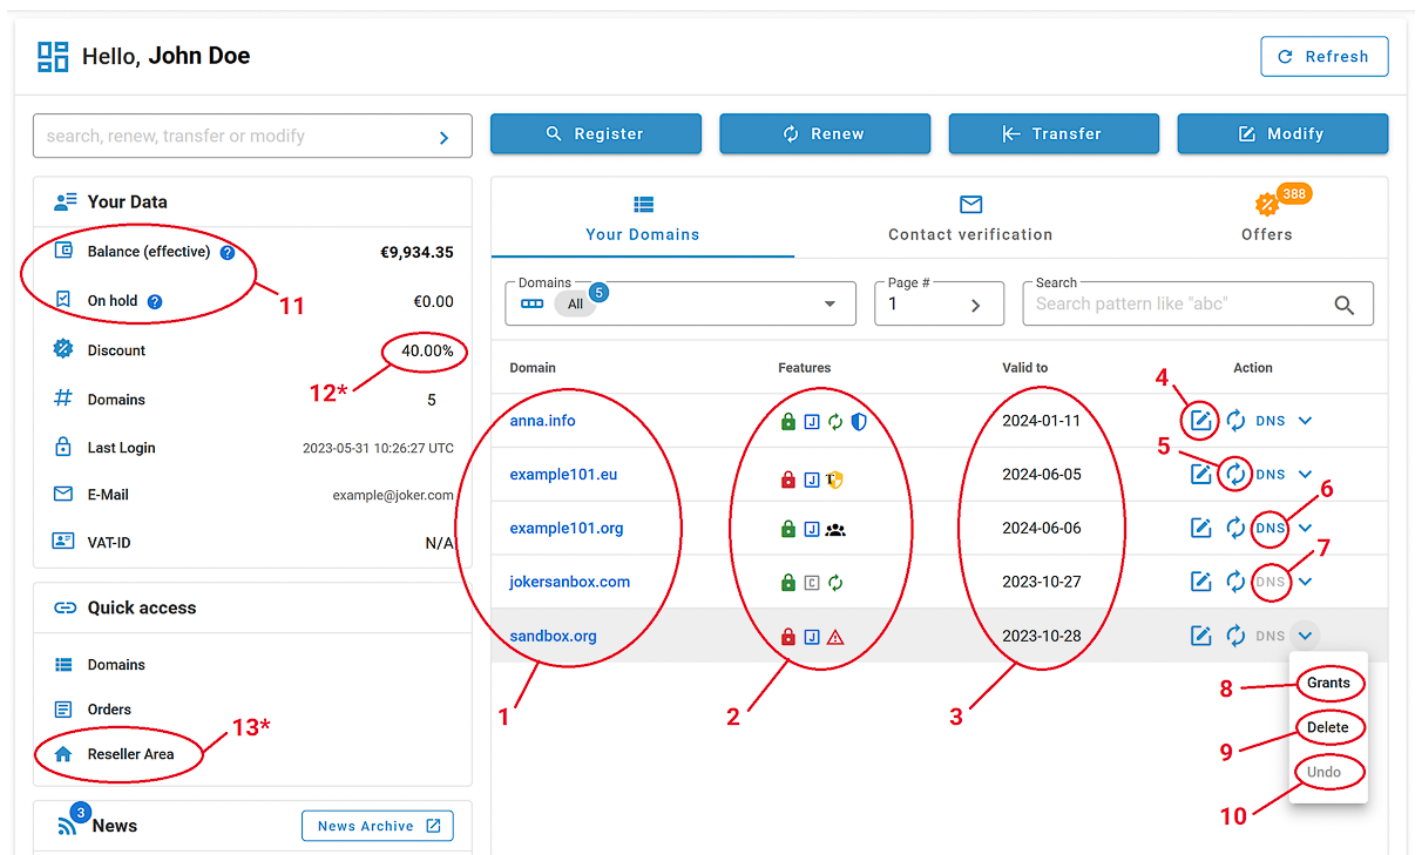 Hello, John Doe
Refresh
search, renew, transfer or modify
Register
Renew
Transfer
Modify
Your Data
Balance (effective) ?
€9,934.35
On hold ?
€0.00
11
Discount
40.00%
12*
Domains
5
Last Login
2023-05-31 10:26:27 UTC
E-Mail
example@joker.com
VAT-ID
N/A
Quick access
Domains
Orders
13*
Reseller Area
3
News
News Archive
Your Domains
Contact verification
388
Offers
Domains
All
5
Page #
1
Search
Search pattern like "abc"
Domain
Features
Valid to
Action
4
anna.info
J
2024-01-11
DNS
5
example101.eu
J
T
2024-06-05
DNS
6
example101.org
J
2024-06-06
DNS
7
jokersanbox.com
C
2023-10-27
DNS
sandbox.org
J
2023-10-28
DNS
1
2
3
8
Grants
9
Delete
10
Undo